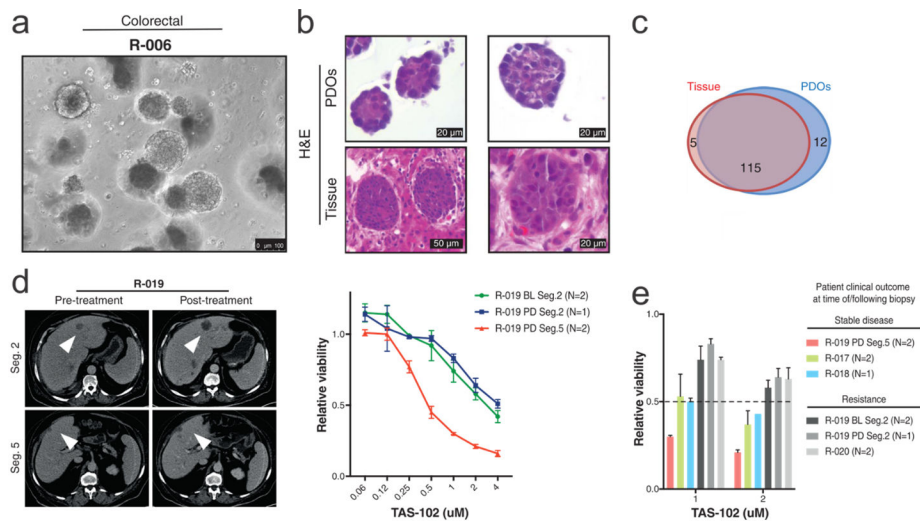 a
Colorectal
R-006
0 µm 100
b
H&E
PDOs
Tissue
20 µm
20 µm
50 µm
20 µm
c
Tissue
PDOs
5
115
12
d
R-019
Pre-treatment
Post-treatment
Seg. 2
Seg. 5
R-019 BL Seg.2 (N=2)
R-019 PD Seg.2 (N=1)
R-019 PD Seg.5 (N=2)
Relative viability
1.0
0.5
0.0
0.06
0.12
0.25
0.5
1
2
4
TAS-102 (uM)
e
Patient clinical outcome
at time of/following biopsy
Stable disease
R-019 PD Seg.5 (N=2)
R-017 (N=2)
R-018 (N=1)
Resistance
R-019 BL Seg.2 (N=2)
R-019 PD Seg.2 (N=1)
R-020 (N=2)
Relative viability
1.0
0.5
0.0
1
2
TAS-102 (uM)